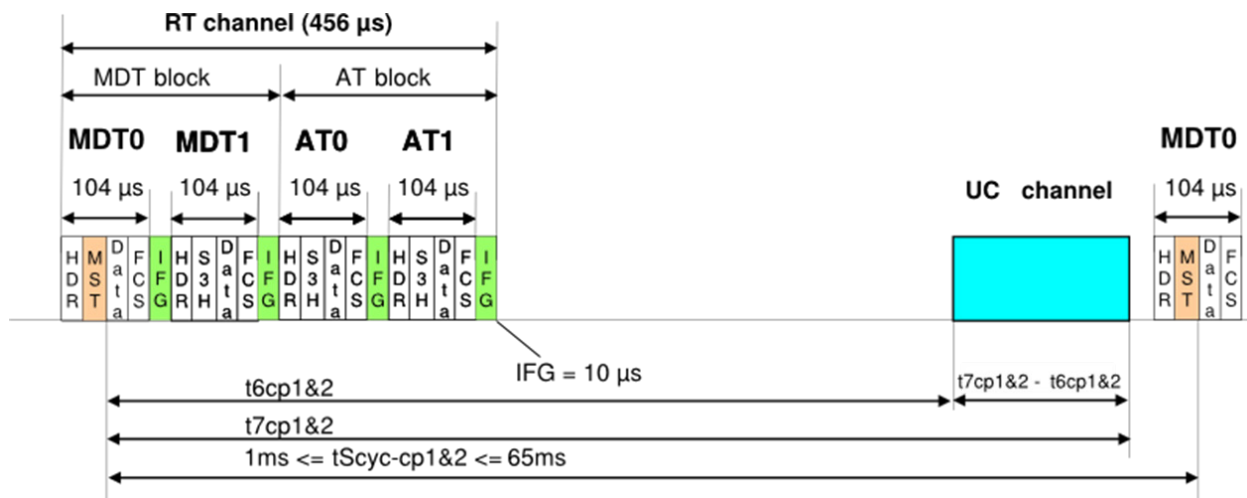 RT channel (456 µs)
MDT block
AT block
MDT0
MDT1
AT0
AT1
MDT0
104 µs
104 µs
104 µs
104 µs
104 µs
UC channel
HDR
MST
Data
FCS
IFG
HDR
S3H
Data
FCS
IFG
HDR
S3H
Data
FCS
IFG
HDR
S3H
Data
FCS
IFG
HDR
MST
Data
FCS
IFG = 10 µs
t6cp1&2
t7cp1&2 - t6cp1&2
t7cp1&2
1ms <= tScyc-cp1&2 <= 65ms